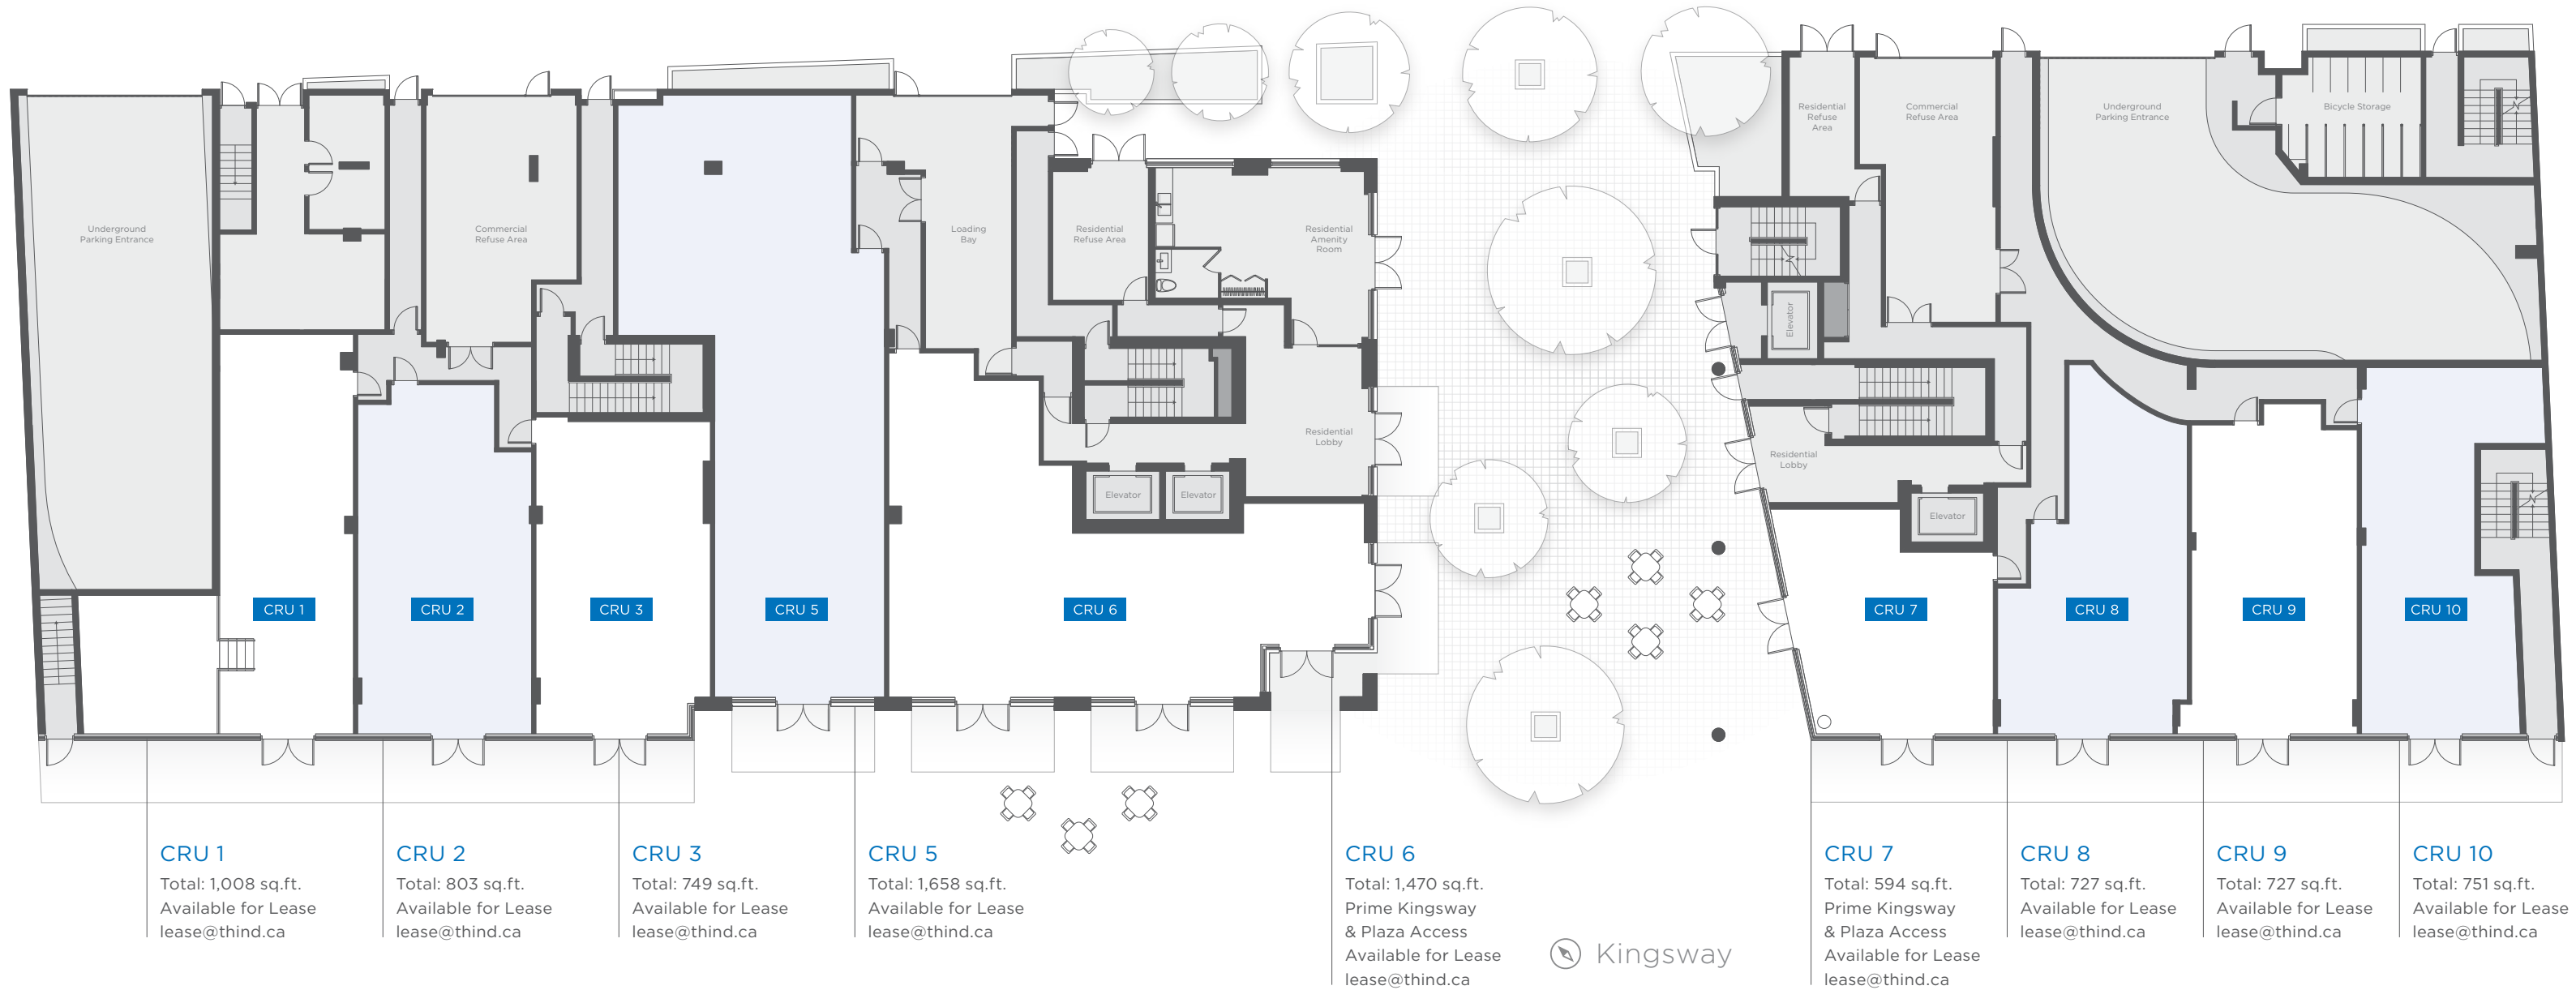 Underground
Parking Entrance
Commercial
Refuse Area
Loading
Bay
Residential
Refuse Area
Residential
Amenity
Room
Residential
Lobby
Elevator
Elevator
Residential
Refuse
Area
Commercial
Refuse Area
Underground
Parking Entrance
Bicycle Storage
Elevator
Residential
Lobby
Elevator
CRU 1
CRU 2
CRU 3
CRU 5
CRU 6
CRU 7
CRU 8
CRU 9
CRU 10
CRU 1
Total: 1,008 sq.ft.
Available for Lease
lease@thind.ca
CRU 2
Total: 803 sq.ft.
Available for Lease
lease@thind.ca
CRU 3
Total: 749 sq.ft.
Available for Lease
lease@thind.ca
CRU 5
Total: 1,658 sq.ft.
Available for Lease
lease@thind.ca
CRU 6
Total: 1,470 sq.ft.
Prime Kingsway
& Plaza Access
Available for Lease
lease@thind.ca
Kingsway
CRU 7
Total: 594 sq.ft.
Prime Kingsway
& Plaza Access
Available for Lease
lease@thind.ca
CRU 8
Total: 727 sq.ft.
Available for Lease
lease@thind.ca
CRU 9
Total: 727 sq.ft.
Available for Lease
lease@thind.ca
CRU 10
Total: 751 sq.ft.
Available for Lease
lease@thind.ca